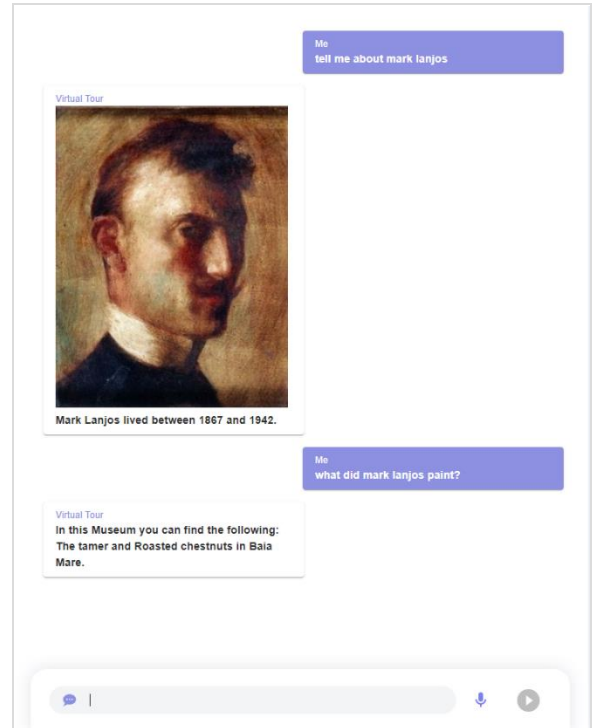 Me
tell me about mark lanjos
Virtual Tour
Mark Lanjos lived between 1867 and 1942.
Me
what did mark lanjos paint?
Virtual Tour
In this Museum you can find the following:
The tamer and Roasted chestnuts in Baia
Mare.